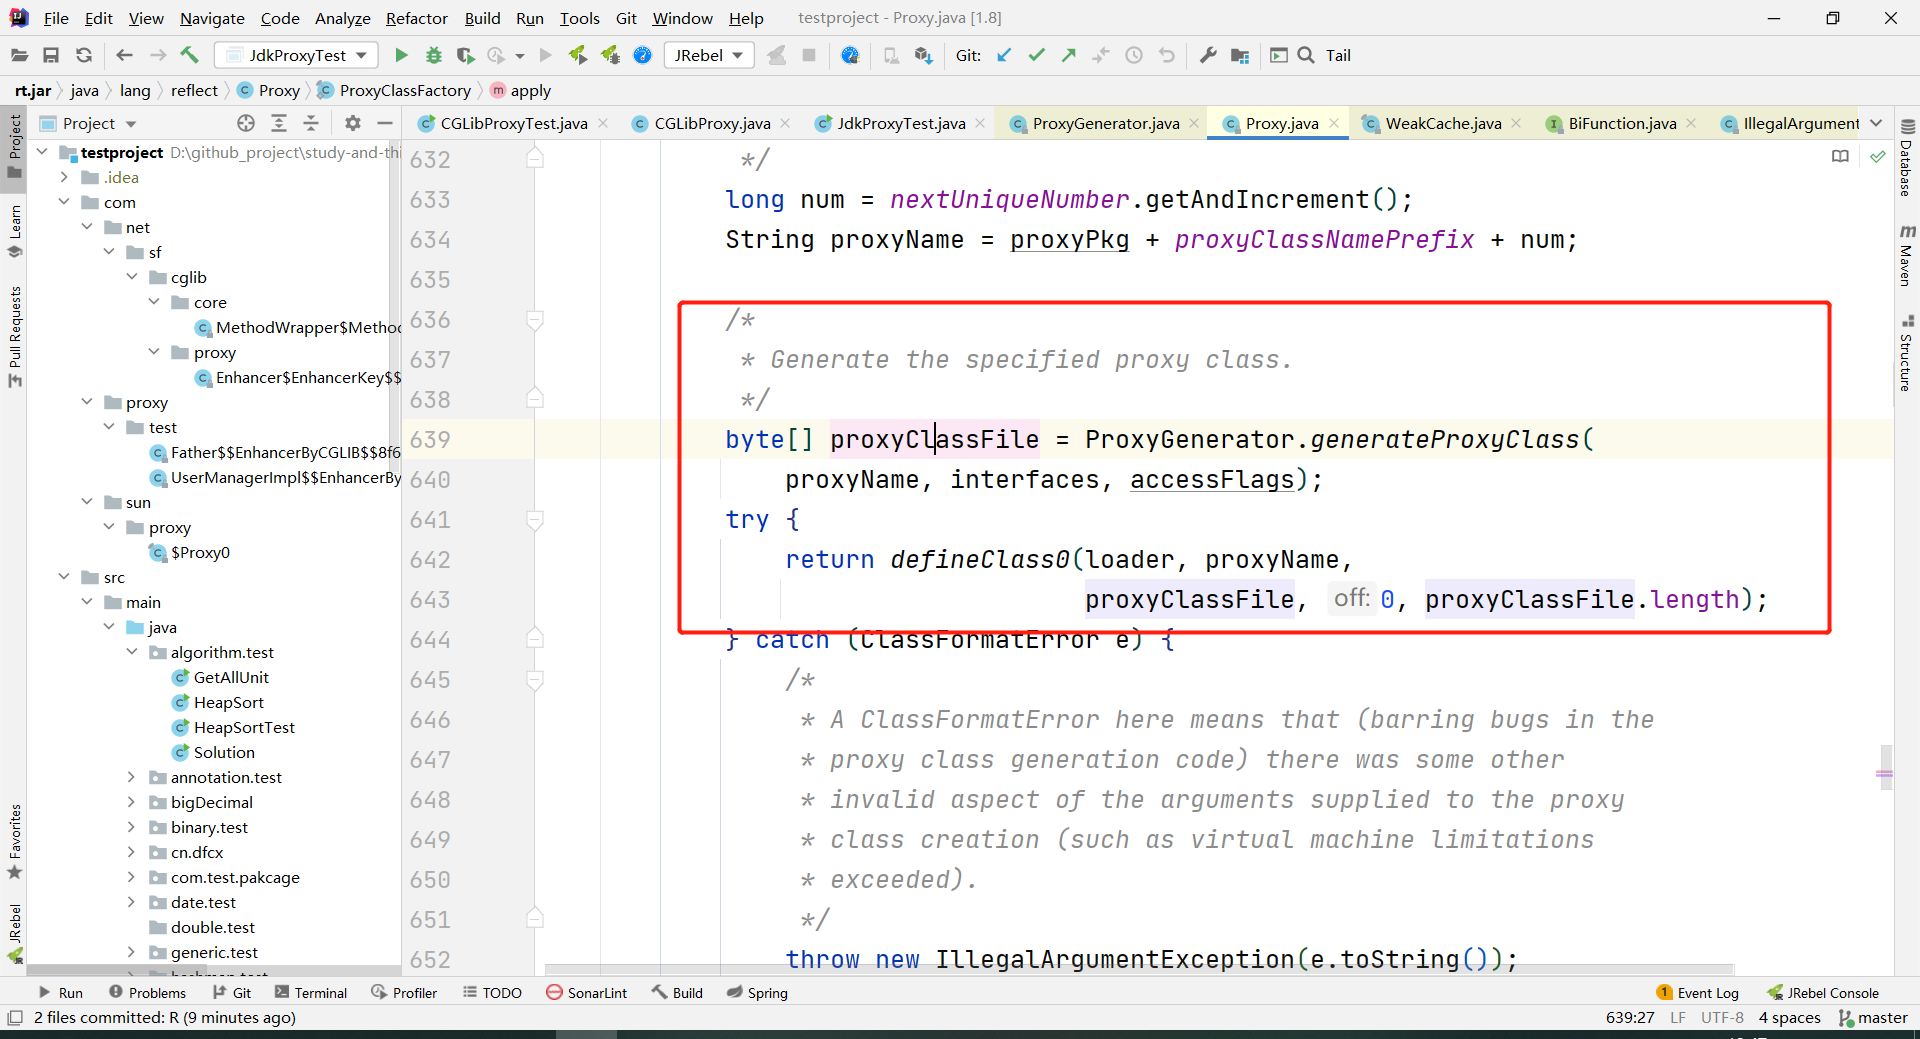 File Edit View Navigate Code Analyze Refactor Build Run Tools Git Window Help testproject - Proxy.java [1.8]
JdkProxyTest JRebel Git: Tail
rt.jar java lang reflect Proxy ProxyClassFactory apply
Project
CGLibProxyTest.java CGLibProxy.java JdkProxyTest.java ProxyGenerator.java Proxy.java WeakCache.java BiFunction.java IllegalArgument
Project
Learn
Pull Requests
Favorites
JRebel
testproject D:\github_project\study-and-thi
.idea
com
net
sf
cglib
core
MethodWrapper$Metho
proxy
Enhancer$EnhancerKey$$
proxy
test
Father$$EnhancerByCGLIB$$8f6
UserManagerImpl$$EnhancerBy
sun
proxy
$Proxy0
src
main
java
algorithm.test
GetAllUnit
HeapSort
HeapSortTest
Solution
annotation.test
bigDecimal
binary.test
cn.dfcx
com.test.pakcage
date.test
double.test
generic.test
632 */
633 long num = nextUniqueNumber.getAndIncrement();
634 String proxyName = proxyPkg + proxyClassNamePrefix + num;
635
636 /*
637 * Generate the specified proxy class.
638 */
639 byte[] proxyClassFile = ProxyGenerator.generateProxyClass(
640 proxyName, interfaces, accessFlags);
641 try {
642 return defineClass0(loader, proxyName,
643 proxyClassFile, off: 0, proxyClassFile.length);
644 } catch (ClassFormatError e) {
645 /*
646 * A ClassFormatError here means that (barring bugs in the
647 * proxy class generation code) there was some other
648 * invalid aspect of the arguments supplied to the proxy
649 * class creation (such as virtual machine limitations
650 * exceeded).
651 */
652 throw new IllegalArgumentException(e.toString());
Database
Maven
Structure
Run Problems Git Terminal Profiler TODO SonarLint Build Spring 1 Event Log JRebel Console
2 files committed: R (9 minutes ago) 639:27 LF UTF-8 4 spaces master